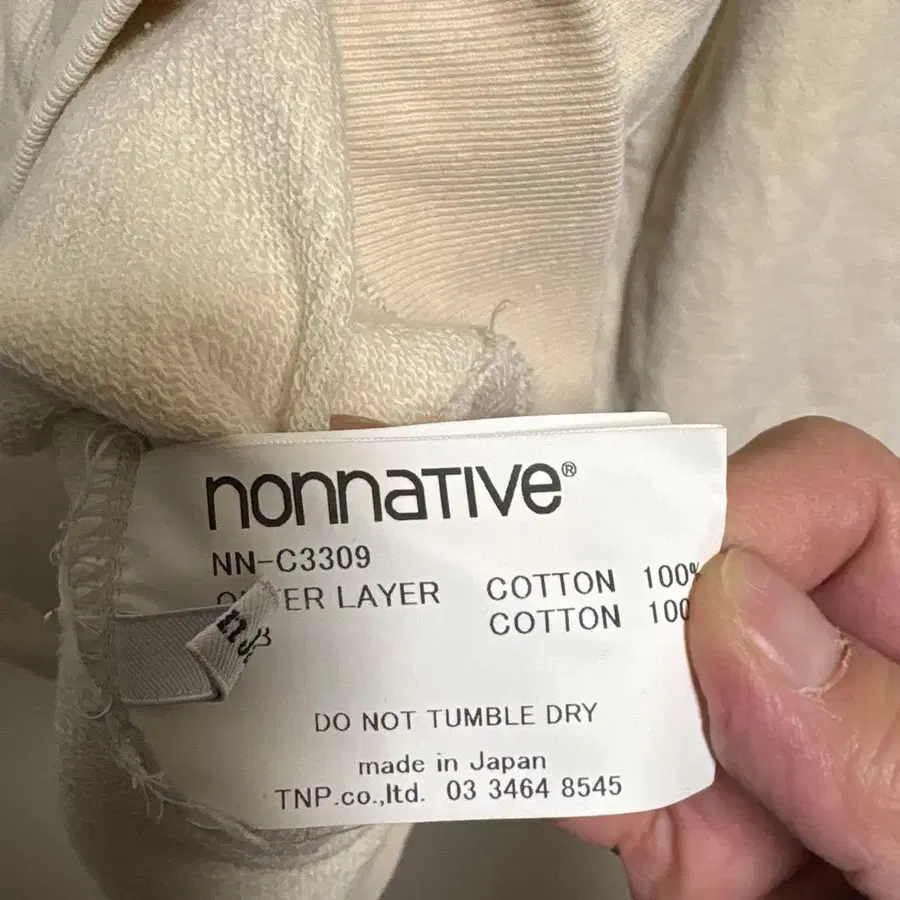 nonnative®
NN-C3309
LAYER COTTON 100%
COTTON 100
DO NOT TUMBLE DRY
made in Japan
TNP.co.,ltd. 03 3464 8545